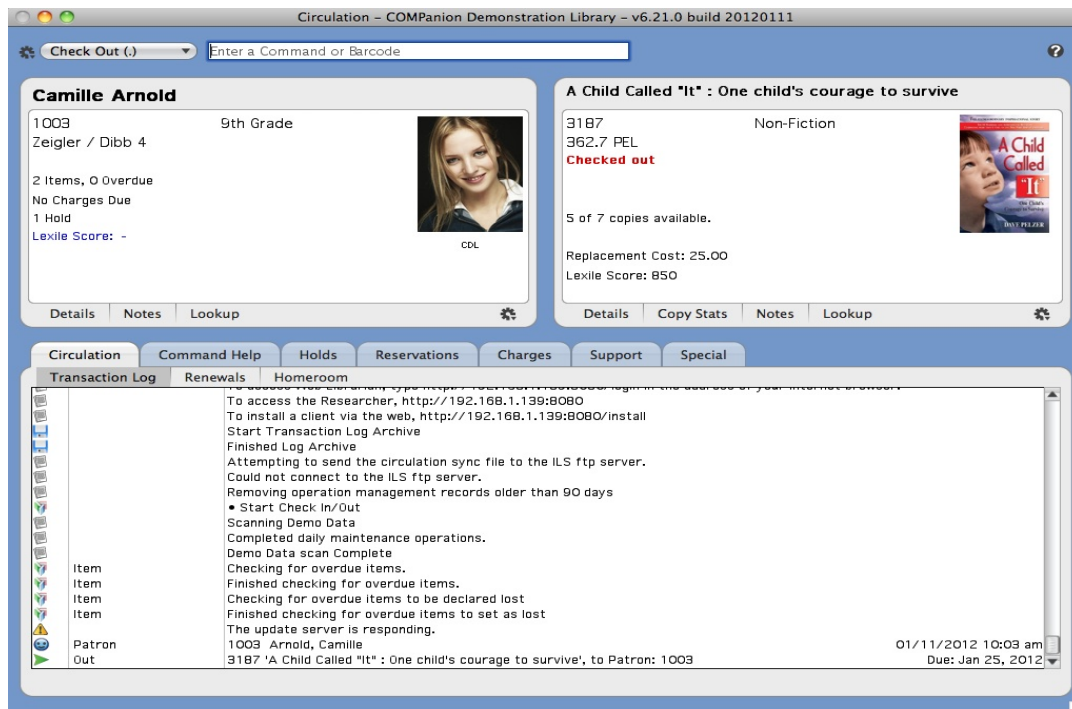 Circulation – COMPanion Demonstration Library – v6.21.0 build 20120111
Check Out (.)
Enter a Command or Barcode
?
Camille Arnold
1003 9th Grade
Zeigler / Dibb 4
2 Items, 0 Overdue
No Charges Due
1 Hold
Lexile Score: -
CDL
Details Notes Lookup
A Child Called "It" : One child's courage to survive
3187 Non-Fiction
362.7 PEL
Checked out
5 of 7 copies available.
Replacement Cost: 25.00
Lexile Score: 850
A Child
Called
"It"
DAVE PELZER
Details Copy Stats Notes Lookup
Circulation Command Help Holds Reservations Charges Support Special
Transaction Log Renewals Homeroom
To access the Researcher, http://192.168.1.139:8080
To install a client via the web, http://192.168.1.139:8080/install
Start Transaction Log Archive
Finished Log Archive
Attempting to send the circulation sync file to the ILS ftp server.
Could not connect to the ILS ftp server.
Removing operation management records older than 90 days
• Start Check In/Out
Scanning Demo Data
Completed daily maintenance operations.
Demo Data scan Complete
Item Checking for overdue items.
Item Finished checking for overdue items.
Item Checking for overdue items to be declared lost
Item Finished checking for overdue items to set as lost
The update server is responding.
Patron 1003 Arnold, Camille 01/11/2012 10:03 am
Out 3187 'A Child Called "It" : One child's courage to survive', to Patron: 1003 Due: Jan 25, 2012